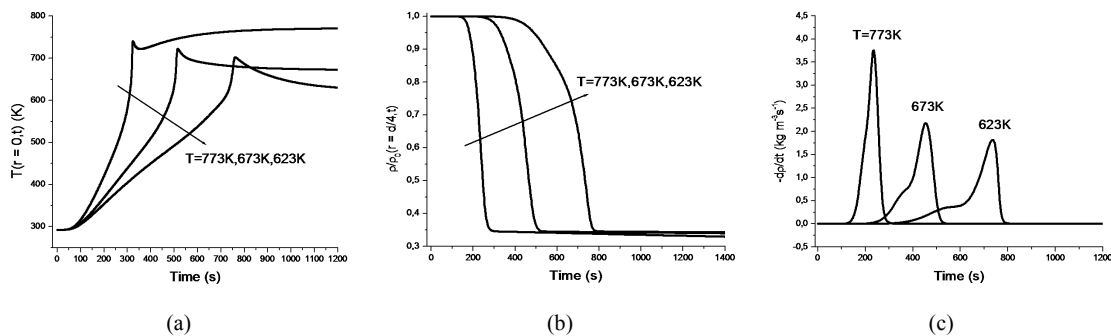 800
700
600
500
400
300
T(r = 0,t) (K)
T=773K,673K,623K
0 100 200 300 400 500 600 700 800 900 1000 1100 1200
Time (s)
(a)
1,0
0,9
0,8
0,7
0,6
0,5
0,4
0,3
ρ/ρ0(r = d/4,t)
T=773K,673K,623K
0 200 400 600 800 1000 1200 1400
Time (s)
(b)
4,5
4,0
3,5
3,0
2,5
2,0
1,5
1,0
0,5
0,0
-0,5
-dρ/dt (kg m⁻³s⁻¹)
T=773K
673K
623K
0 200 400 600 800 1000 1200
Time (s)
(c)